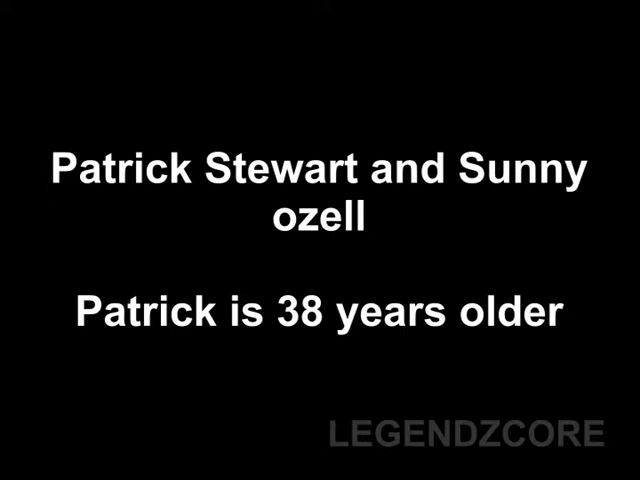 Patrick Stewart and Sunny
ozell
Patrick is 38 years older
LEGENDZCORE